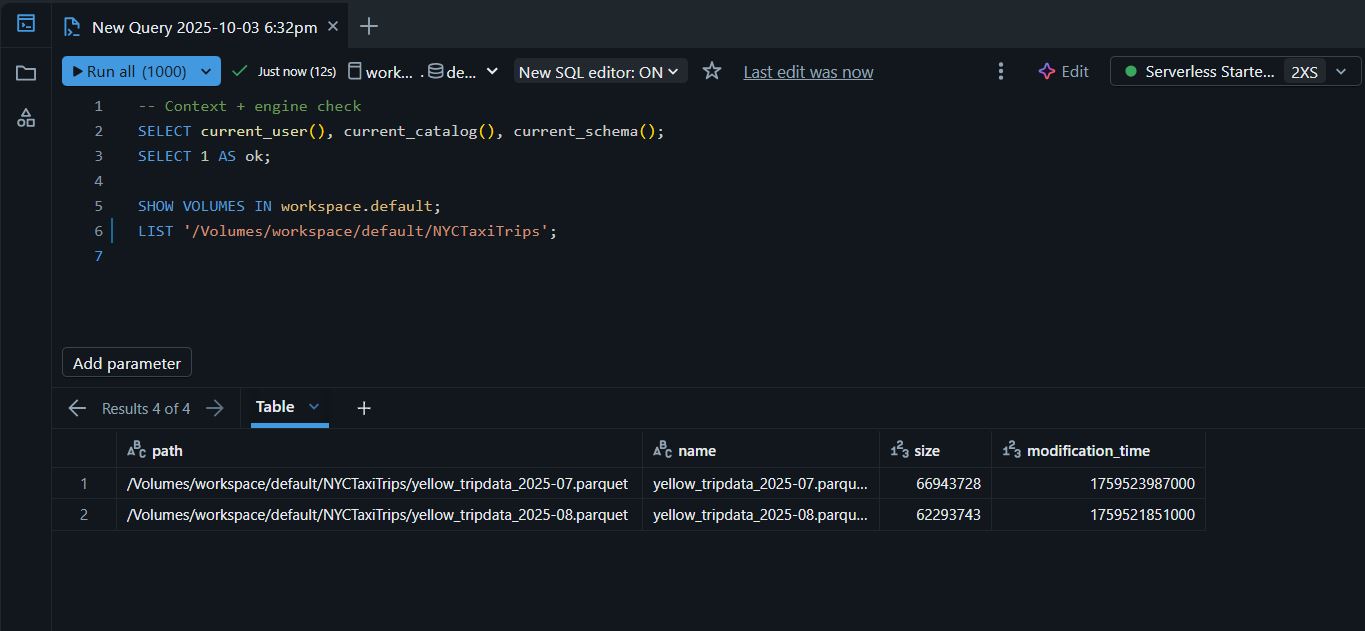 New Query 2025-10-03 6:32pm
Run all (1000) Just now (12s) work... . de... New SQL editor: ON Last edit was now Edit Serverless Starte... 2XS
1 -- Context + engine check
2 SELECT current_user(), current_catalog(), current_schema();
3 SELECT 1 AS ok;
4
5 SHOW VOLUMES IN workspace.default;
6 LIST '/Volumes/workspace/default/NYCTaxiTrips';
7
Add parameter
Results 4 of 4 Table
path name size modification_time
1 /Volumes/workspace/default/NYCTaxiTrips/yellow_tripdata_2025-07.parquet yellow_tripdata_2025-07.parqu... 66943728 1759523987000
2 /Volumes/workspace/default/NYCTaxiTrips/yellow_tripdata_2025-08.parquet yellow_tripdata_2025-08.parqu... 62293743 1759521851000